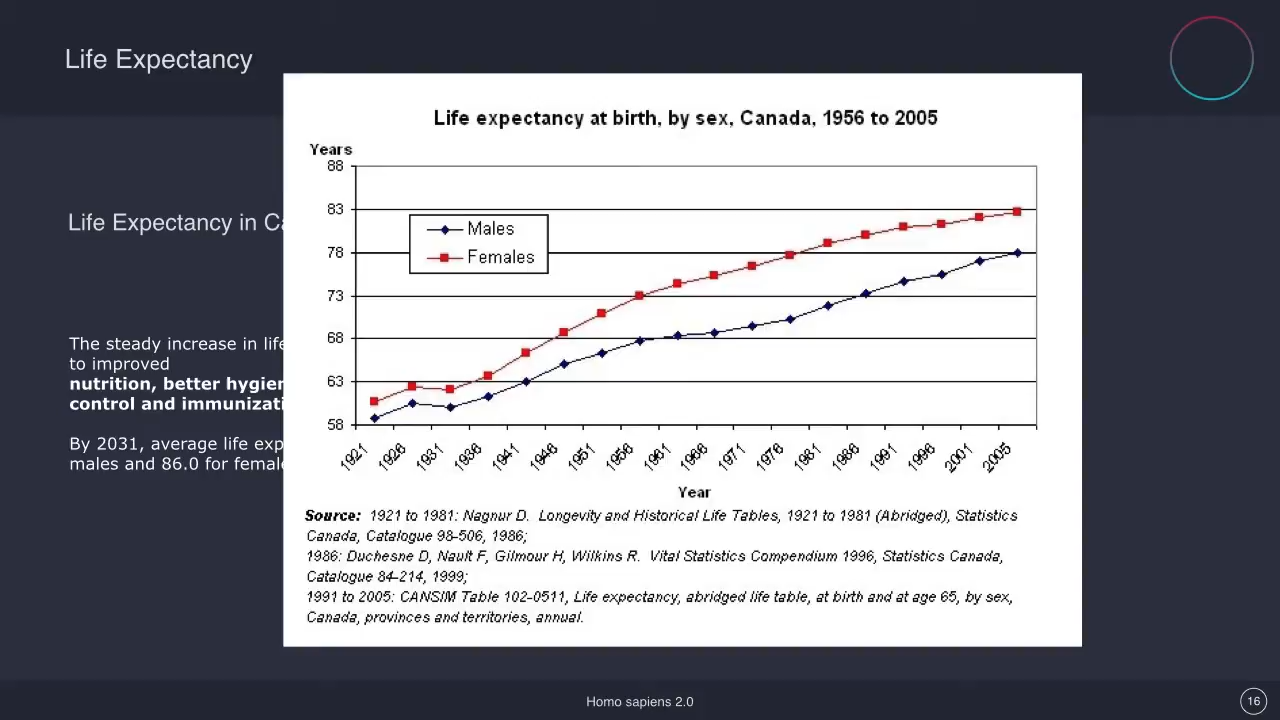 Life Expectancy
Life expectancy at birth, by sex, Canada, 1956 to 2005
Years
88
83
78
73
68
63
58
Males
Females
1921
1926
1931
1936
1941
1946
1951
1956
1961
1966
1971
1976
1981
1986
1991
1996
2001
2005
Year
Source: 1921 to 1981: Nagnur D. Longevity and Historical Life Tables, 1921 to 1981 (Abridged), Statistics
Canada, Catalogue 98-506, 1986;
1986: Duchesne D, Nault F, Gilmour H, Wilkins R. Vital Statistics Compendium 1996, Statistics Canada,
Catalogue 84-214, 1999;
1991 to 2005: CANSIM Table 102-0511, Life expectancy, abridged life table, at birth and at age 65, by sex,
Canada, provinces and territories, annual.
Life Expectancy in
The steady increase in life
to improved
nutrition, better
control and
By 2031, average life
males and 86.0 for
Homo sapiens 2.0
16